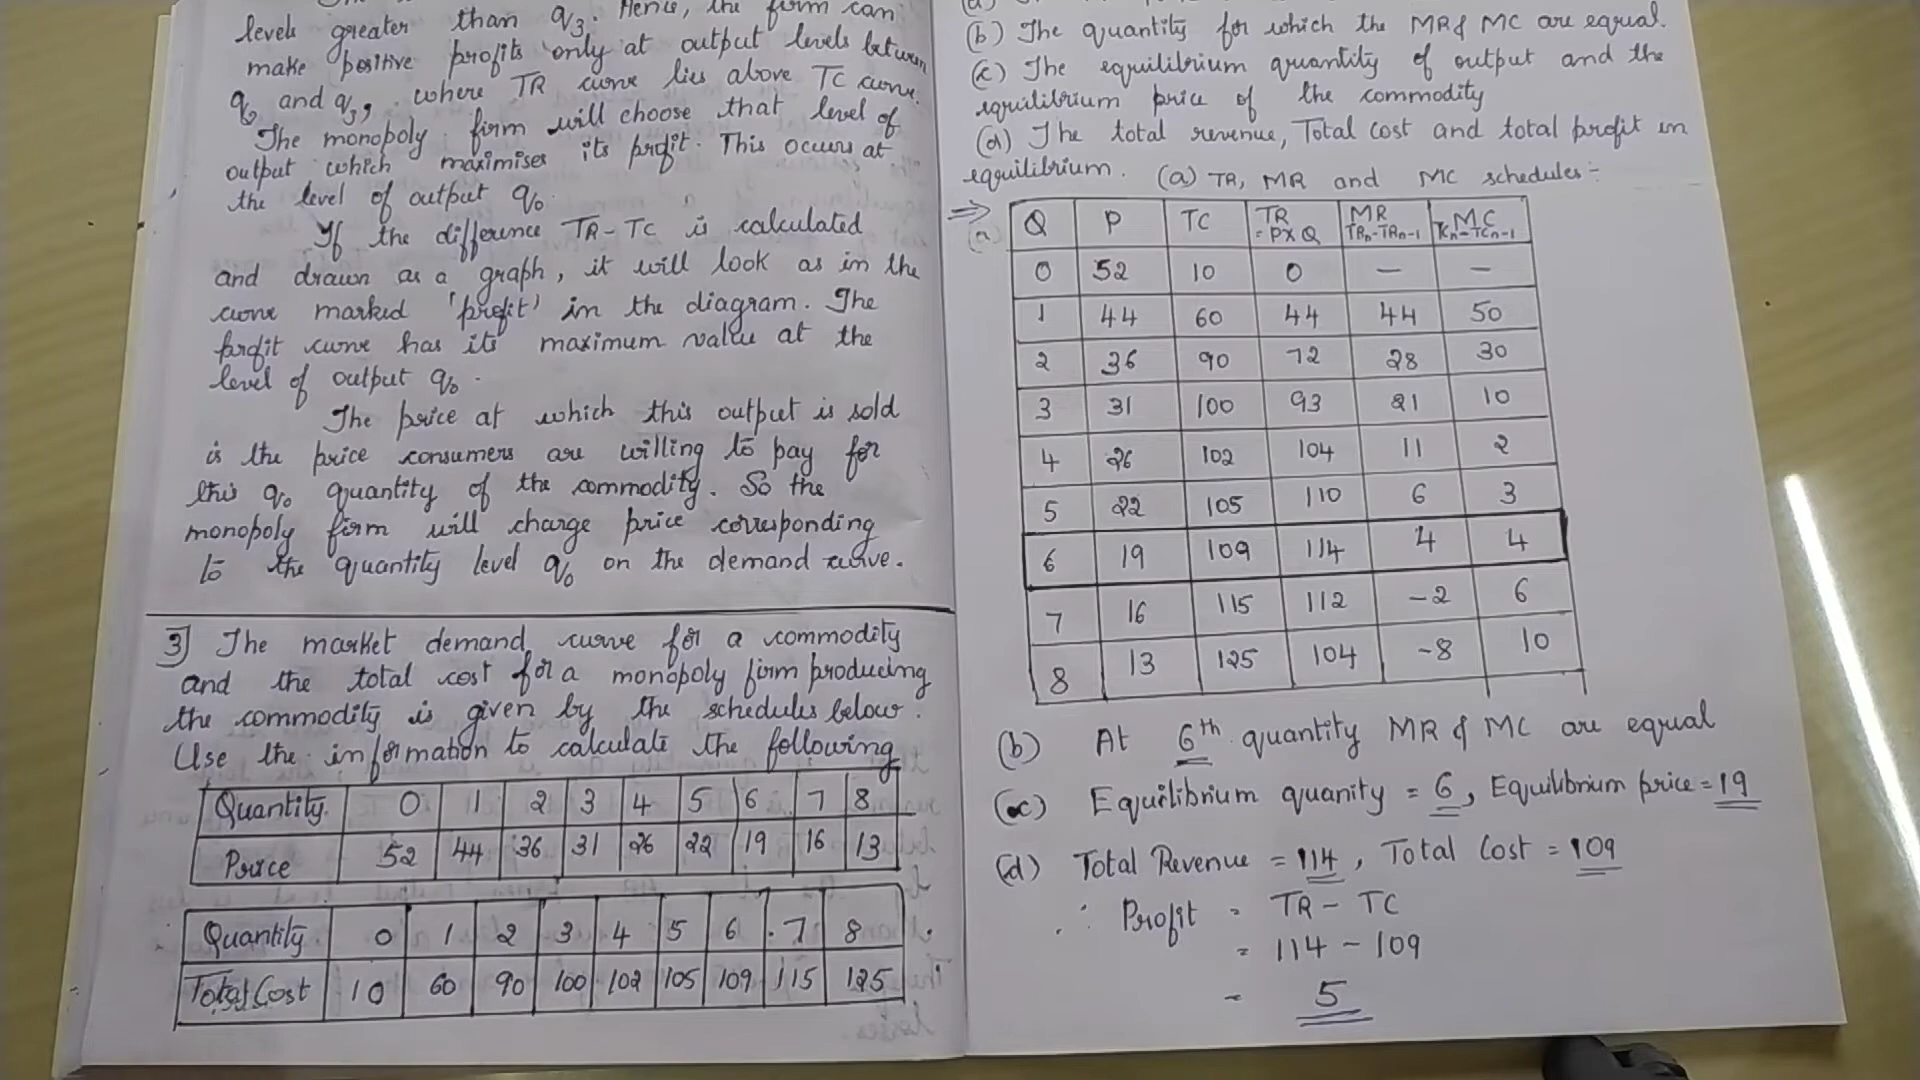 levels greater than q3. Hence, the firm can
make positive profits only at output levels between
and q3, where TR curve lies above TC curve.
The monopoly firm will choose that level of
output which maximises its profit. This occurs at
the level of output q0.
If the difference TR - TC is calculated
and drawn as a graph, it will look as in the
curve marked 'profit' in the diagram. The
profit curve has its maximum value at the
level of output q0.
The price at which this output is sold
is the price consumers are willing to pay for
this q0 quantity of the commodity. So the
monopoly firm will charge price corresponding
to the quantity level q0 on the demand curve.
3] The market demand curve for a commodity
and the total cost for a monopoly firm producing
the commodity is given by the schedules below.
Use the information to calculate the following
Quantity. 0 1 2 3 4 5 6 7 8
Price 52 44 36 31 26 22 19 16 13
Quantity 0 1 2 3 4 5 6 7 8
Total Cost 10 60 90 100 102 105 109 115 125
(b) The quantity for which the MR & MC are equal.
(c) The equilibrium quantity of output and the
equilibrium price of the commodity
(d) The total revenue, Total cost and total profit in
equilibrium. (a) TR, MR and MC schedules:-
⇒ (a) Q P TC TR = P×Q MR TRn-TRn-1 MC TCn-TCn-1
0 52 10 0 — —
1 44 60 44 44 50
2 36 90 72 28 30
3 31 100 93 21 10
4 26 102 104 11 2
5 22 105 110 6 3
6 19 109 114 4 4
7 16 115 112 -2 6
8 13 125 104 -8 10
(b) At 6th quantity MR & MC are equal
(c) Equilibrium quanity = 6, Equilibrium price = 19
(d) Total Revenue = 114, Total Cost = 109
∴ Profit = TR - TC
= 114 - 109
= 5